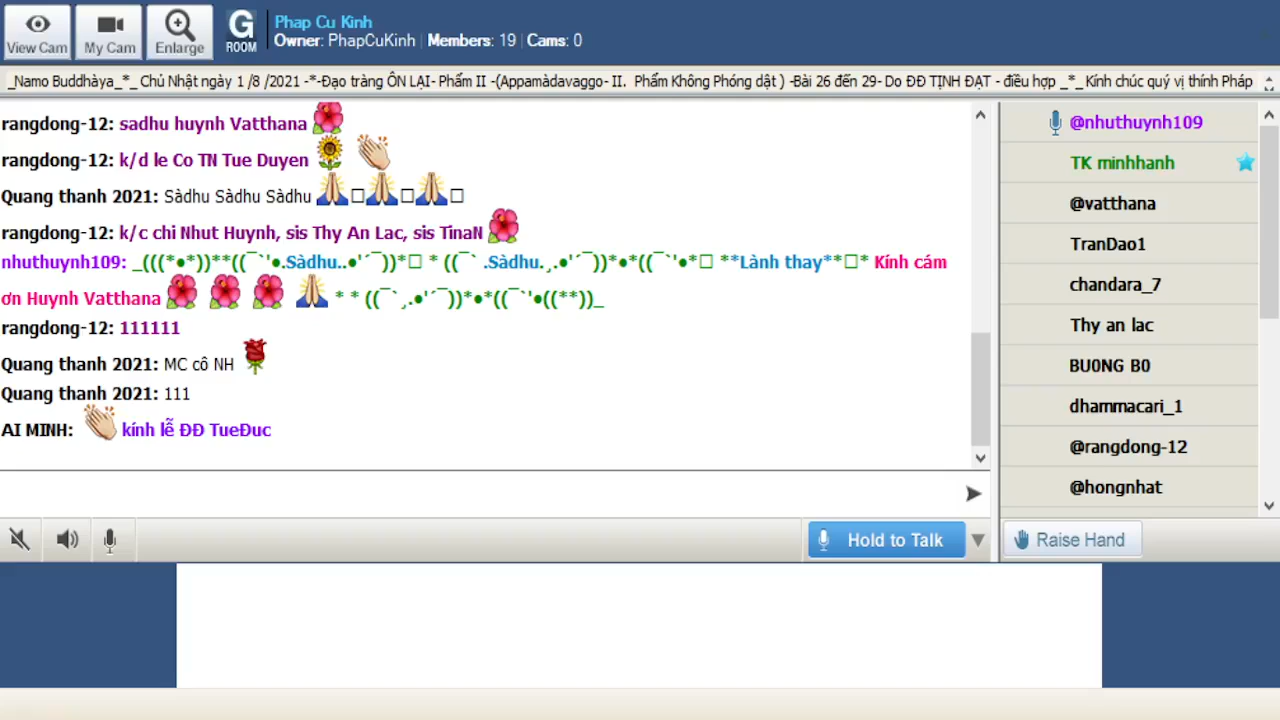 View Cam
My Cam
Enlarge
G
ROOM
Phap Cu Kinh
Owner: PhapCuKinh | Members: 19 | Cams: 0
_Namo Buddhàya_*_ Chủ Nhật ngày 1 /8 /2021 -*-Đạo tràng ÔN LẠI- Phẩm II -(Appamàdavaggo- II. Phẩm Không Phóng dật ) -Bài 26 đến 29- Do ĐĐ TỊNH ĐẠT - điều hợp _*_ Kính chúc quý vị thính Pháp
rangdong-12: sadhu huynh Vatthana
rangdong-12: k/d le Co TN Tue Duyen
Quang thanh 2021: Sàdhu Sàdhu Sàdhu
rangdong-12: k/c chi Nhut Huynh, sis Thy An Lac, sis TinaN
nhuthuynh109: _(((*•*))**((¯`'•.Sàdhu..•'´¯))*□ * ((¯` .Sàdhu.¸.•'´¯))*•*((¯`'•*□ **Lành thay**□* Kính cám
ơn Huynh Vatthana * * ((¯`¸.•'´¯))*•*((¯`'•((**))_
rangdong-12: 111111
Quang thanh 2021: MC cô NH
Quang thanh 2021: 111
AI MINH: kính lễ ĐĐ TueĐuc
@nhuthuynh109
TK minhhanh
@vatthana
TranDao1
chandara_7
Thy an lac
BU0NG B0
dhammacari_1
@rangdong-12
@hongnhat
Hold to Talk
Raise Hand